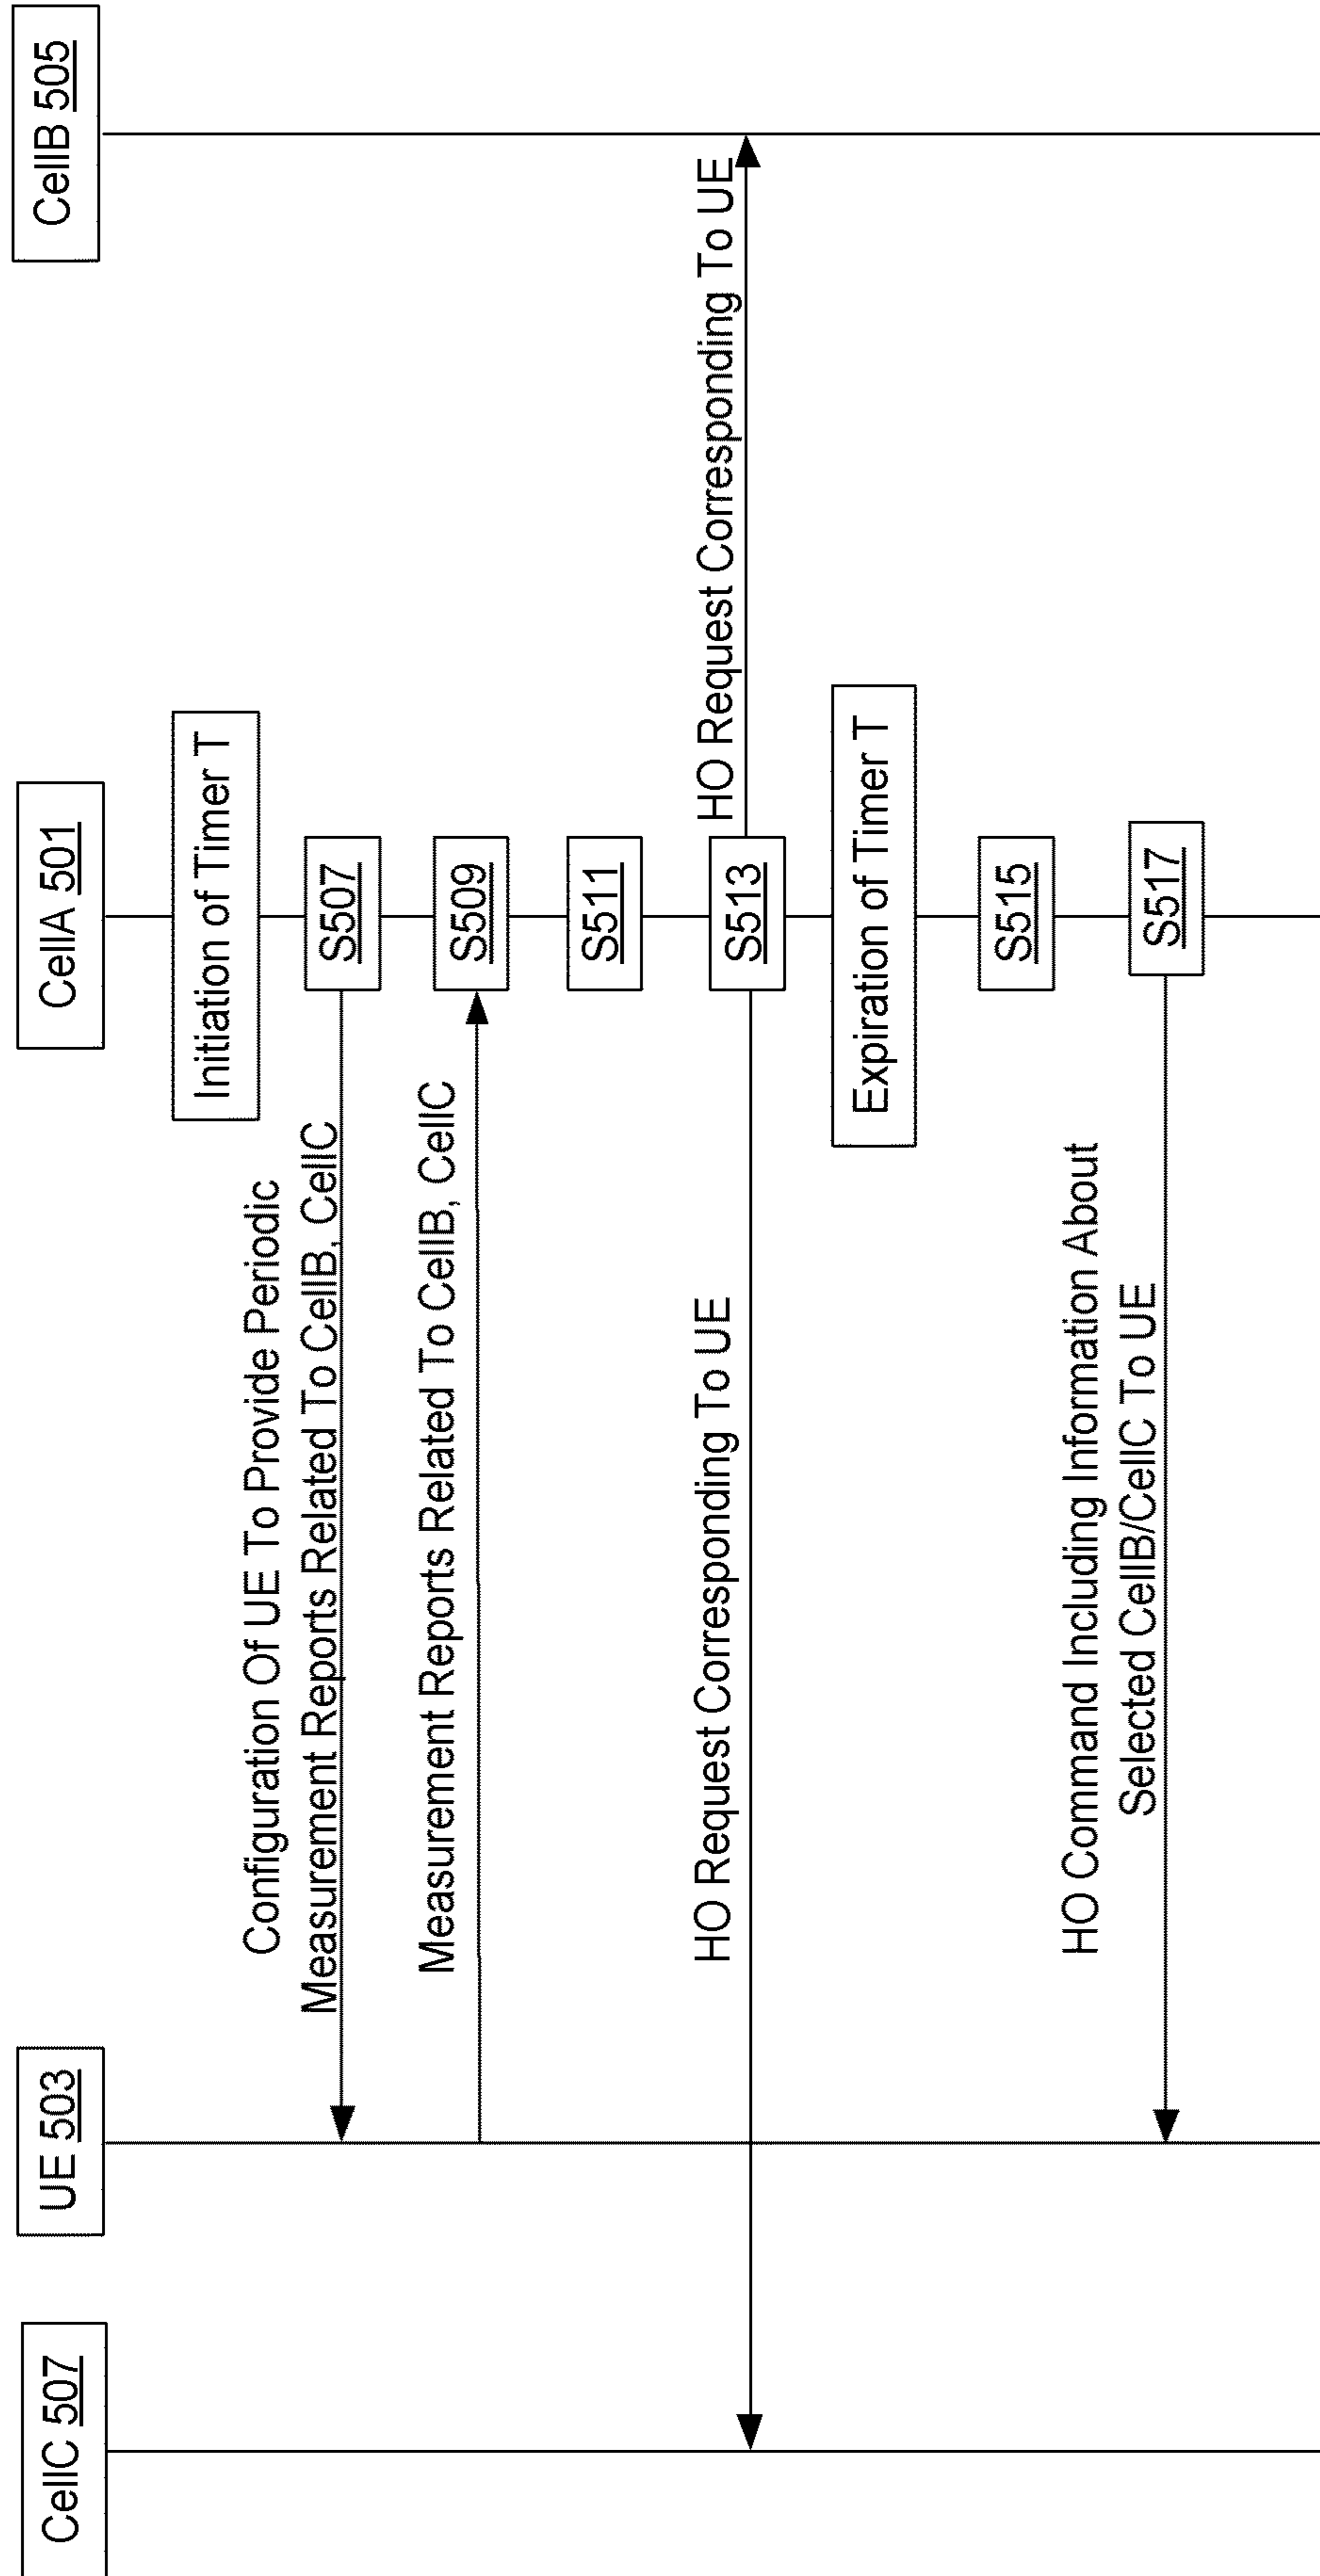 CellC 507
UE 503
CellA 501
CellB 505
Initiation of Timer T
Configuration Of UE To Provide Periodic
Measurement Reports Related To CellB, CellC
S507
Measurement Reports Related To CellB, CellC
S509
S511
HO Request Corresponding To UE
S513
HO Request Corresponding To UE
Expiration of Timer T
S515
HO Command Including Information About
Selected CellB/CellC To UE
S517